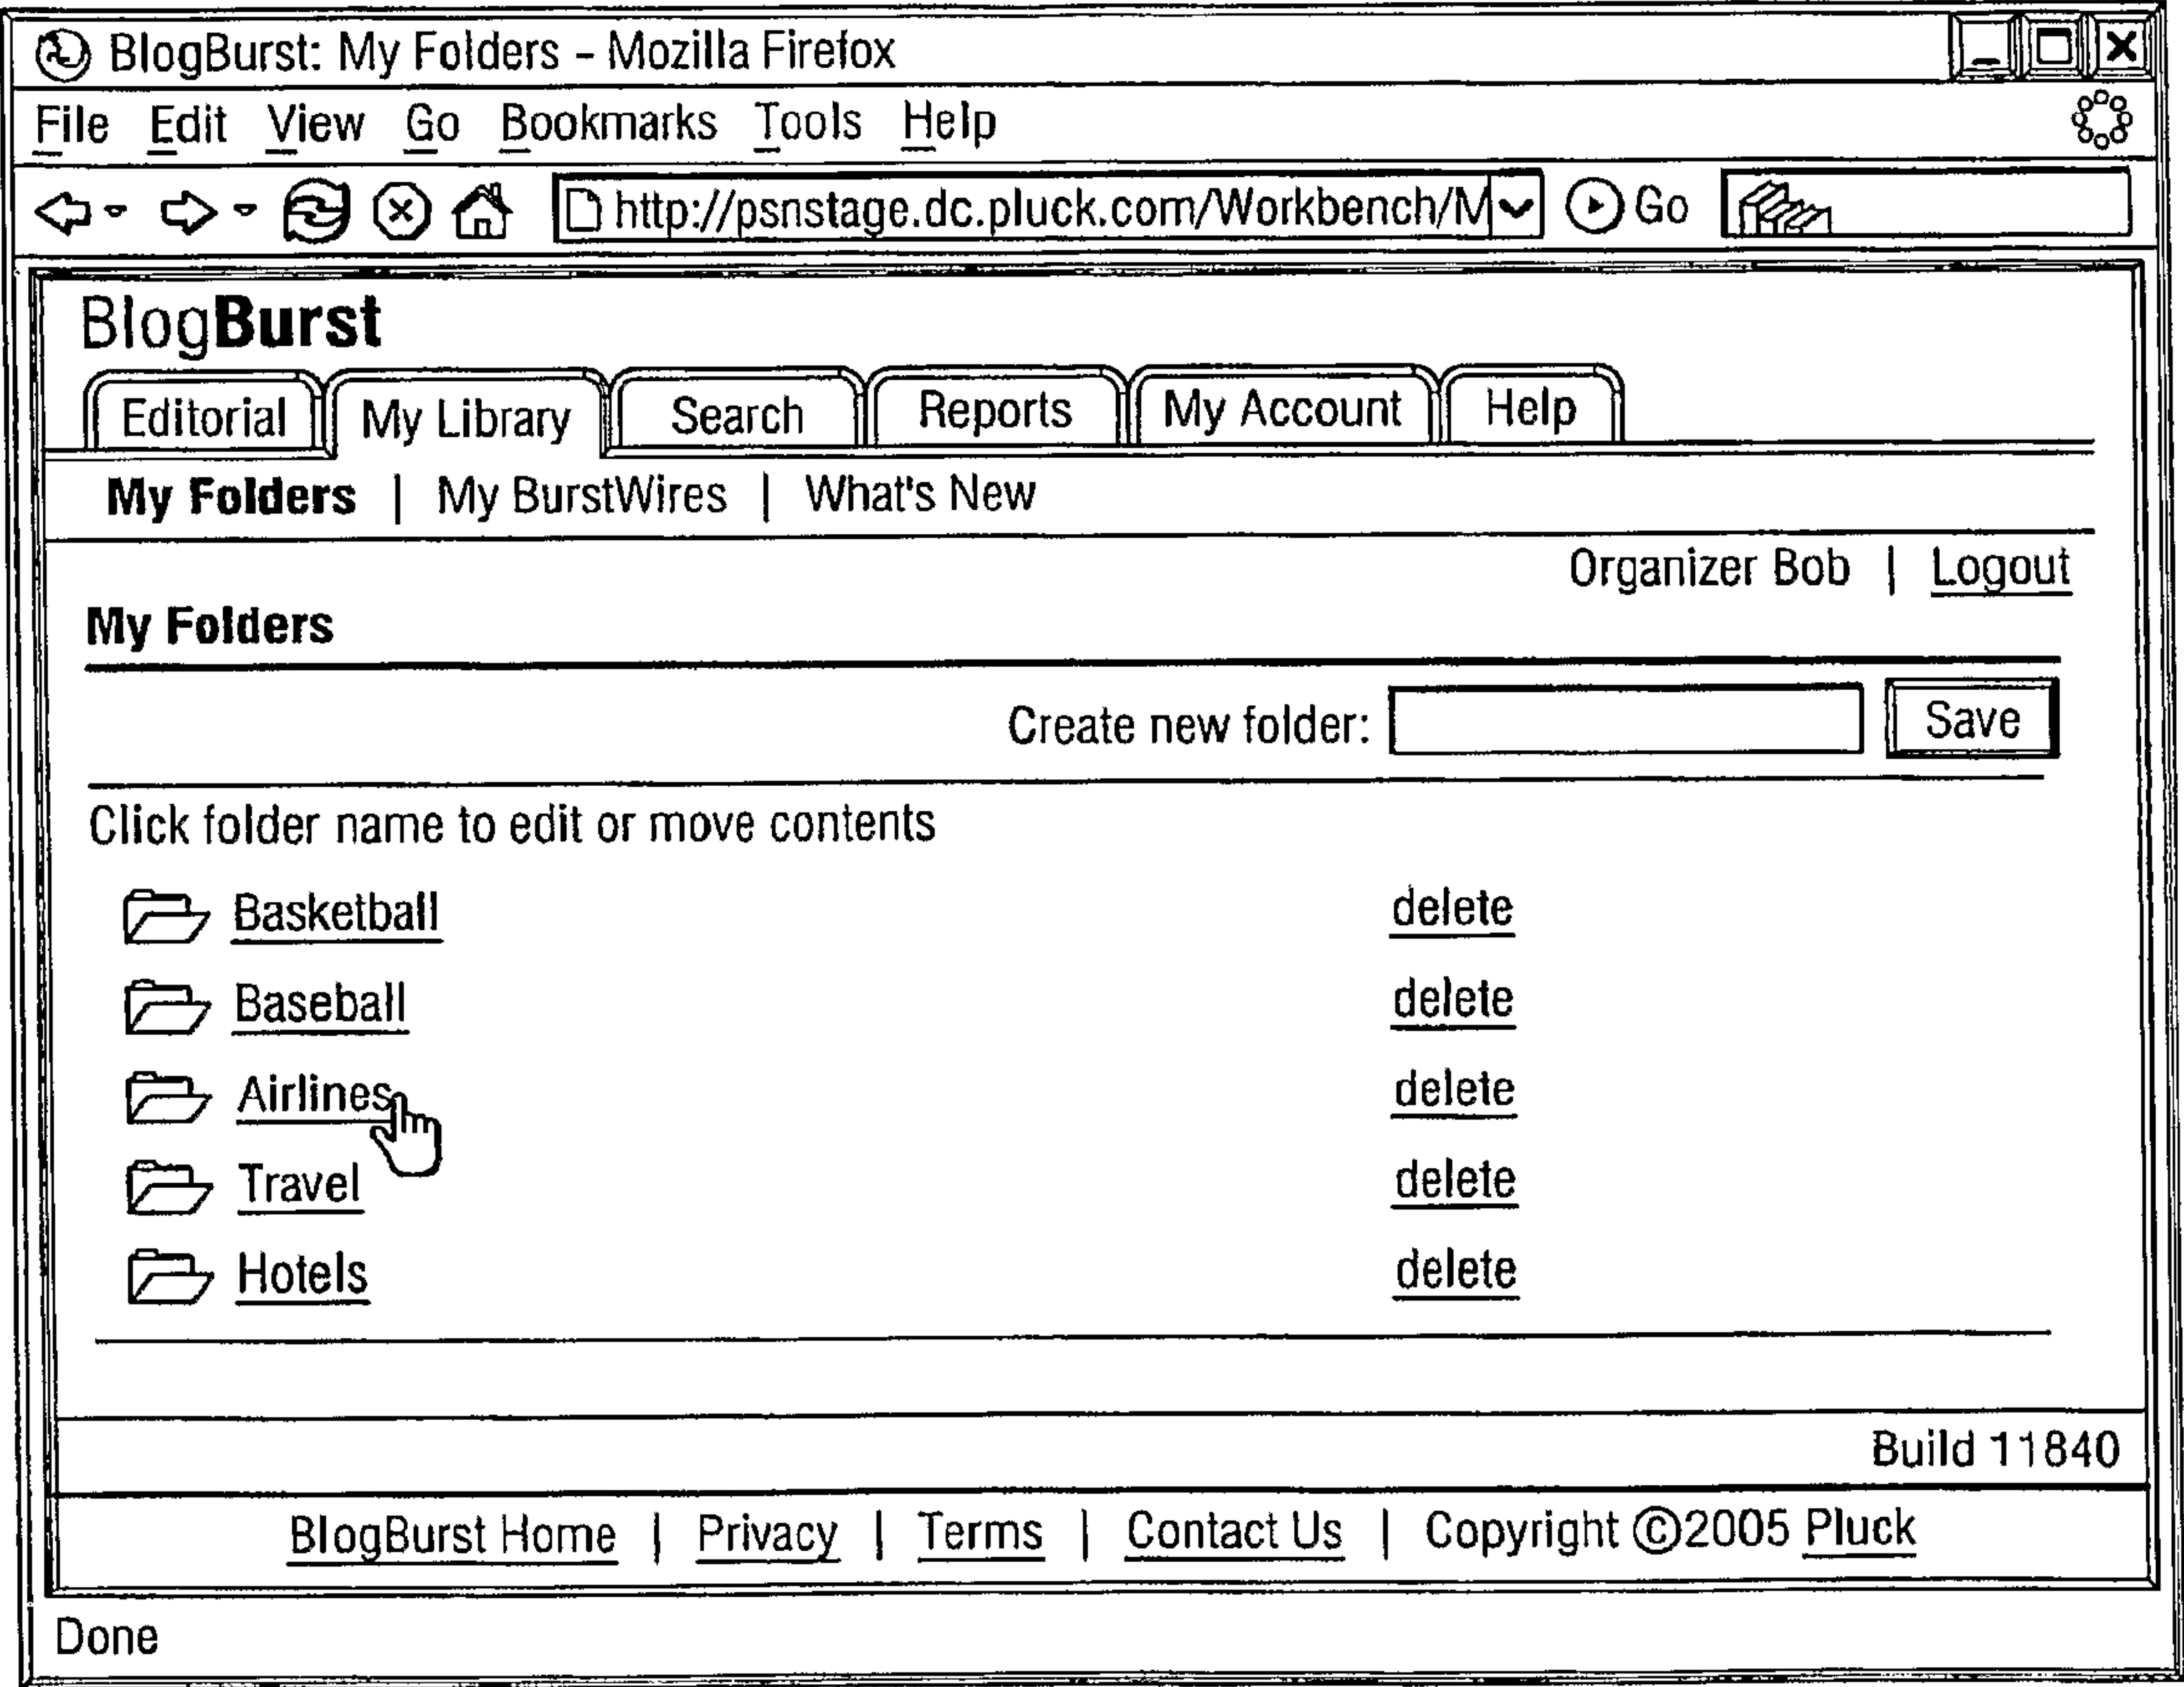 BlogBurst: My Folders - Mozilla Firefox
File Edit View Go Bookmarks Tools Help
http://psnstage.dc.pluck.com/Workbench/M Go
BlogBurst
Editorial My Library Search Reports My Account Help
My Folders | My BurstWires | What's New
Organizer Bob | Logout
My Folders
Create new folder: Save
Click folder name to edit or move contents
Basketball delete
Baseball delete
Airlines delete
Travel delete
Hotels delete
Build 11840
BlogBurst Home | Privacy | Terms | Contact Us | Copyright ©2005 Pluck
Done